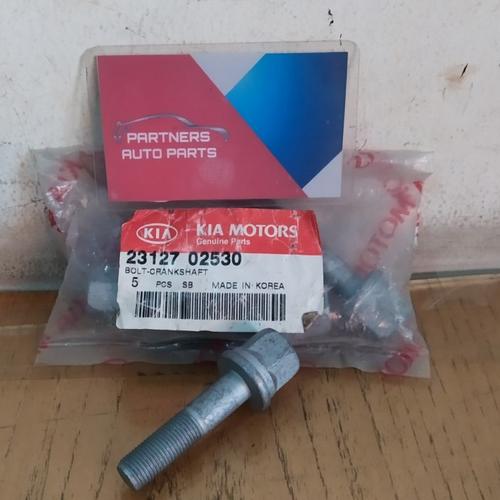 PARTNERS
AUTO PARTS
KIA KIA MOTORS
Genuine Parts
23127 02530
BOLT-CRANKSHAFT
5 PCS SB MADE IN KOREA